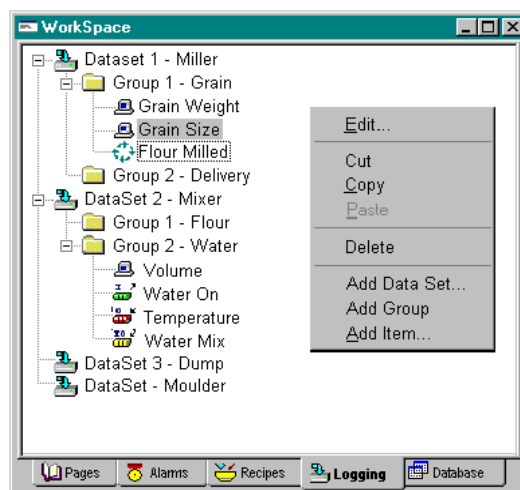 WorkSpace
Dataset 1 - Miller
Group 1 - Grain
Grain Weight
Grain Size
Flour Milled
Group 2 - Delivery
DataSet 2 - Mixer
Group 1 - Flour
Group 2 - Water
Volume
Water On
Temperature
Water Mix
DataSet 3 - Dump
DataSet - Moulder
Edit...
Cut
Copy
Paste
Delete
Add Data Set...
Add Group
Add Item...
Pages Alarms Recipes Logging Database